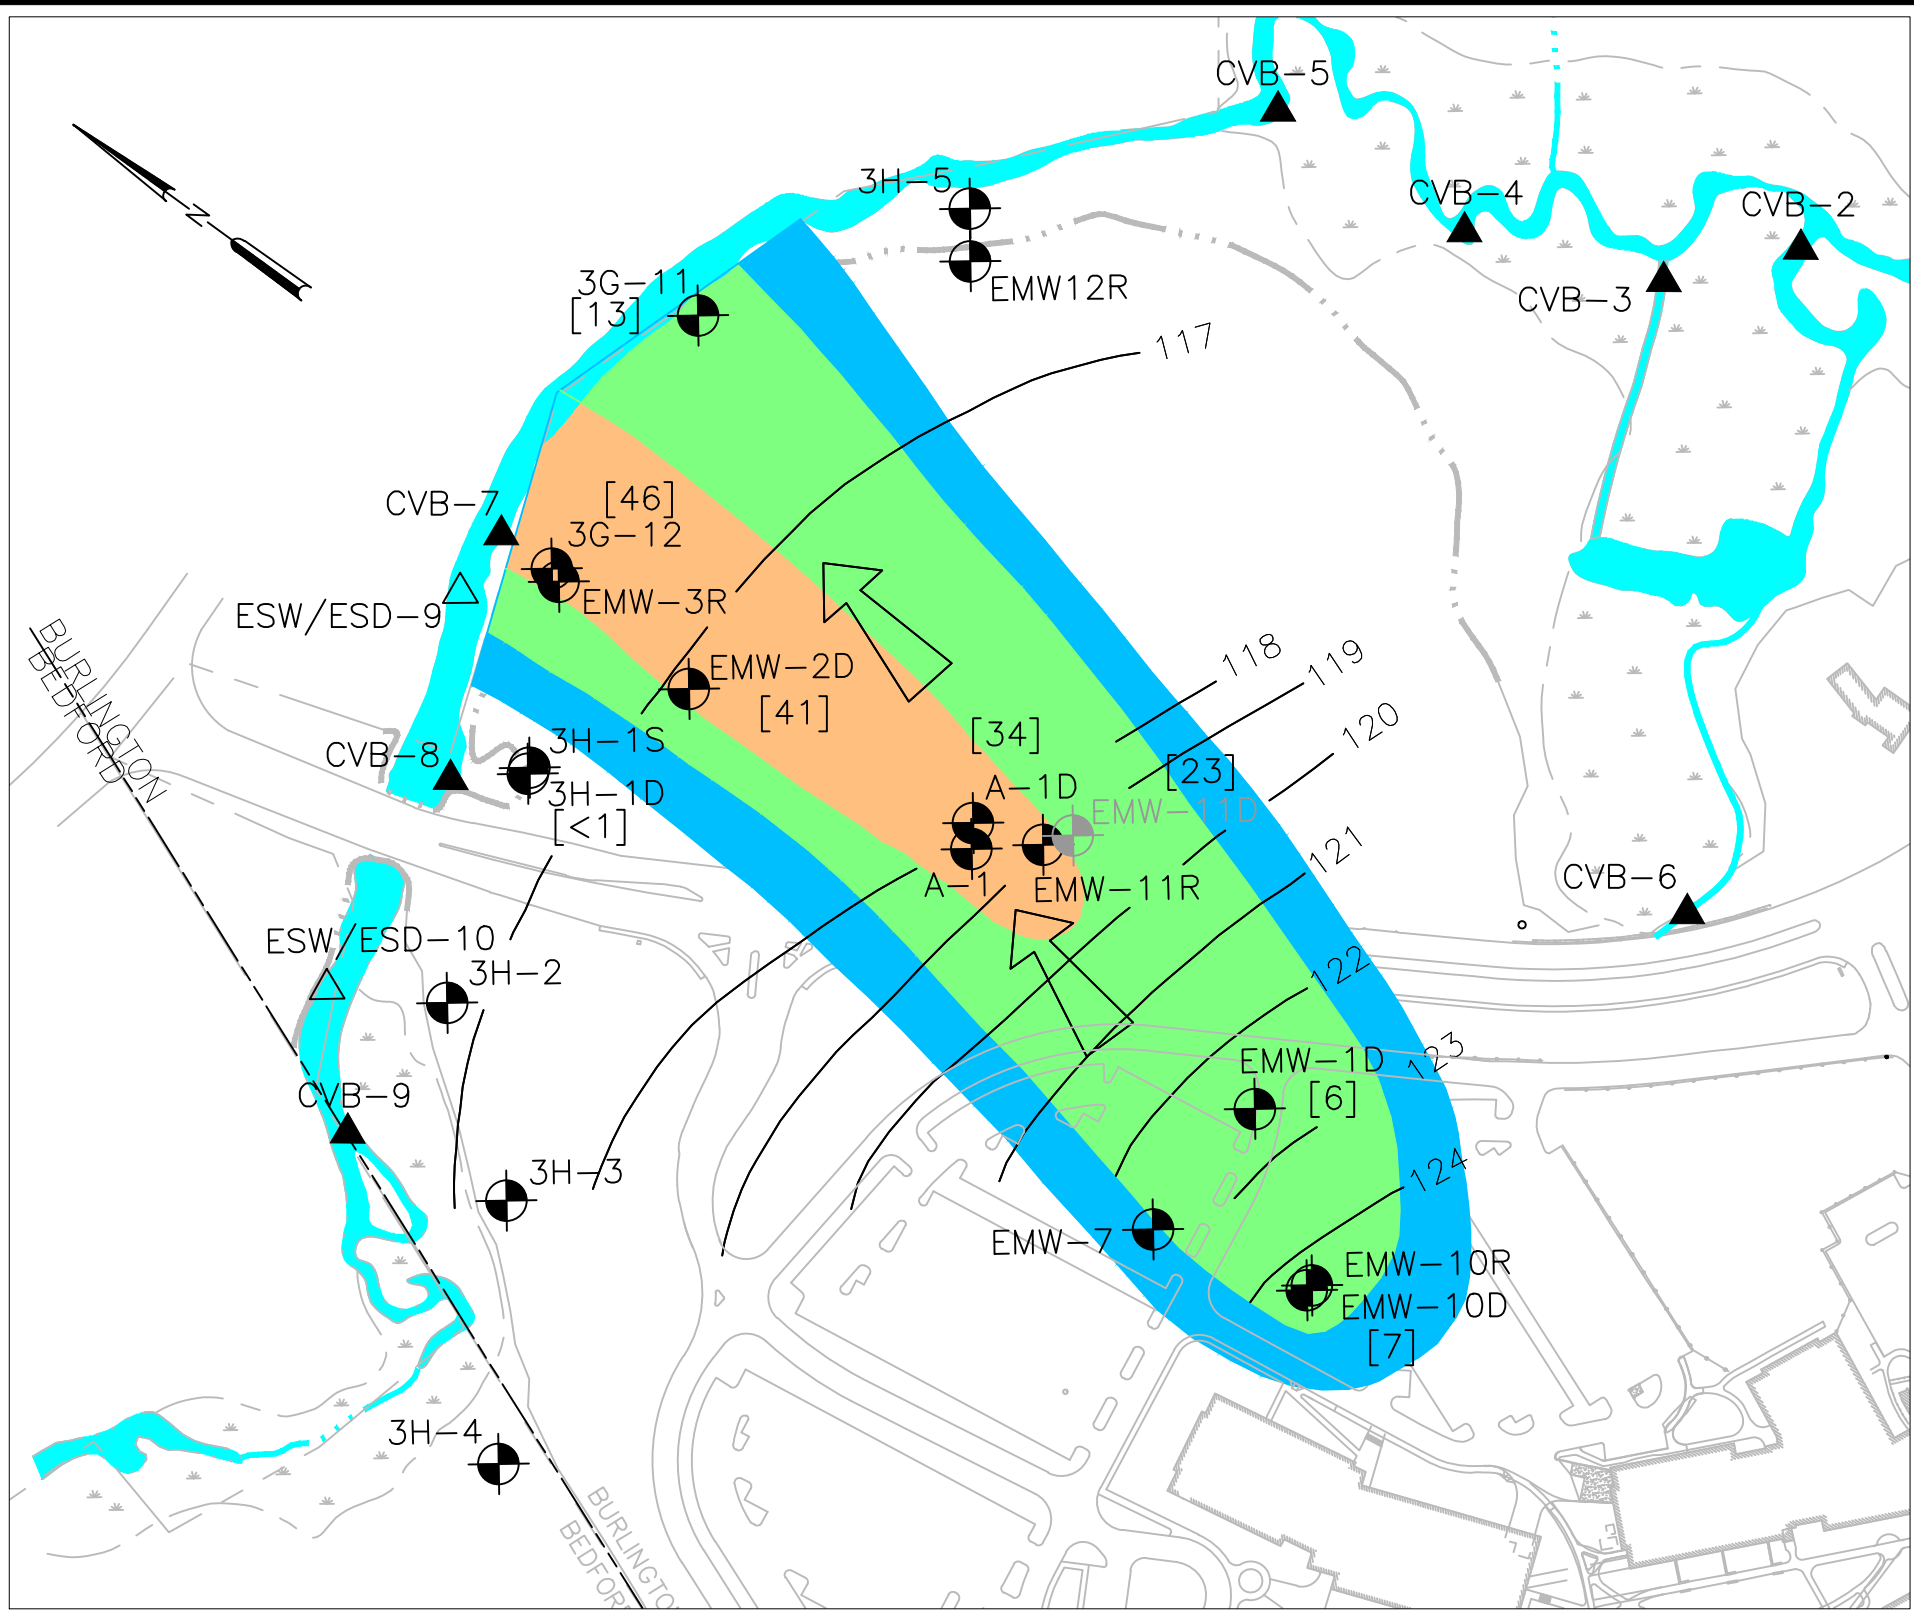 CVB-5
3H-5
CVB-4
CVB-2
N
3G-11
[13]
EMW12R
CVB-3
117
CVB-7
[46]
3G-12
ESW/ESD-9
EMW-3R
BURLINGTON
BEDFORD
EMW-2D
[41]
118
119
120
CVB-8
3H-1S
3H-1D
[<1]
[34]
A-1D
[23]
EMW-11D
A-1
EMW-11R
121
CVB-6
ESW/ESD-10
3H-2
122
CVB-9
EMW-1D
[6]
123
3H-3
124
EMW-7
EMW-10R
EMW-10D
[7]
3H-4
BURLINGTO
BEDFOR